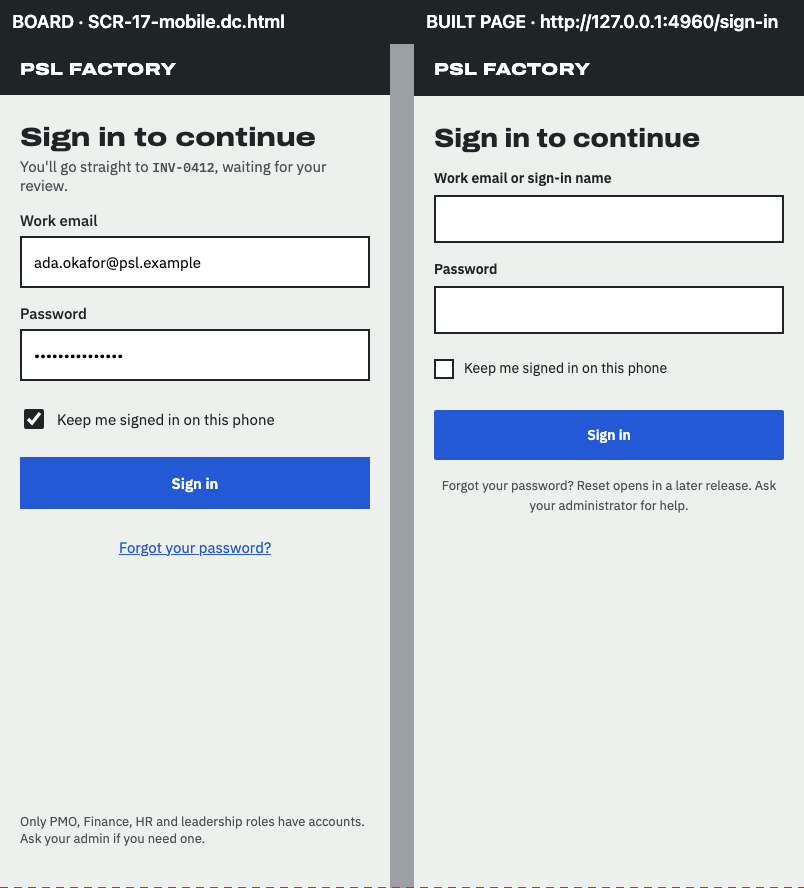 BOARD · SCR-17-mobile.dc.html
PSL FACTORY
Sign in to continue
You'll go straight to INV-0412, waiting for your
review.
Work email
ada.okafor@psl.example
Password
•••••••••••••••
Keep me signed in on this phone
Sign in
Forgot your password?
Only PMO, Finance, HR and leadership roles have accounts.
Ask your admin if you need one.
BUILT PAGE · http://127.0.0.1:4960/sign-in
PSL FACTORY
Sign in to continue
Work email or sign-in name
Password
Keep me signed in on this phone
Sign in
Forgot your password? Reset opens in a later release. Ask
your administrator for help.